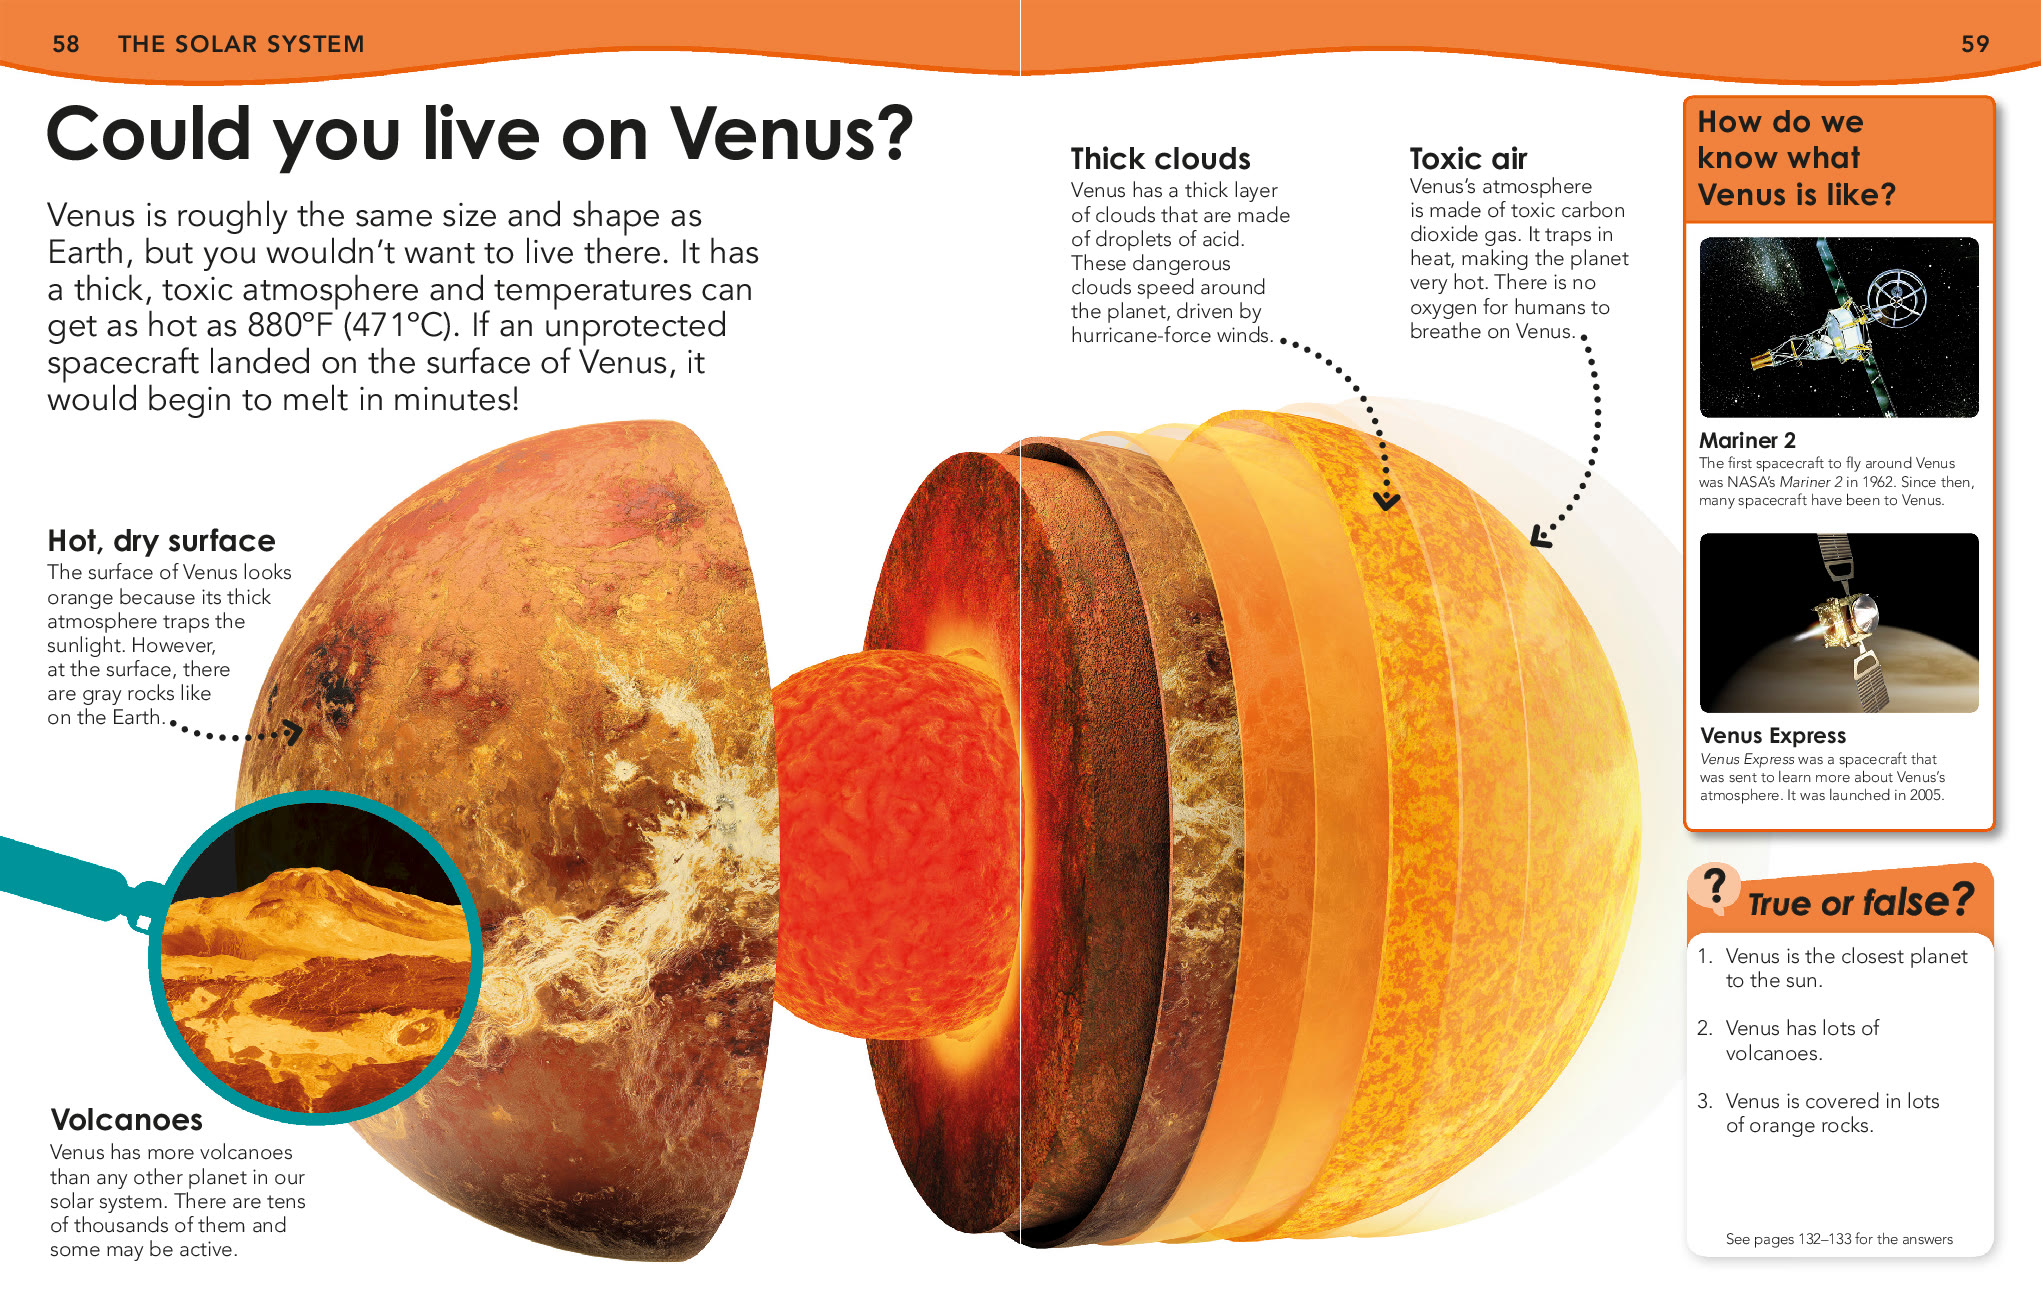 58 THE SOLAR SYSTEM
59
Could you live on Venus?
Venus is roughly the same size and shape as
Earth, but you wouldn’t want to live there. It has
a thick, toxic atmosphere and temperatures can
get as hot as 880°F (471°C). If an unprotected
spacecraft landed on the surface of Venus, it
would begin to melt in minutes!
Hot, dry surface
The surface of Venus looks
orange because its thick
atmosphere traps the
sunlight. However,
at the surface, there
are gray rocks like
on the Earth.
Volcanoes
Venus has more volcanoes
than any other planet in our
solar system. There are tens
of thousands of them and
some may be active.
Thick clouds
Venus has a thick layer
of clouds that are made
of droplets of acid.
These dangerous
clouds speed around
the planet, driven by
hurricane-force winds.
Toxic air
Venus’s atmosphere
is made of toxic carbon
dioxide gas. It traps in
heat, making the planet
very hot. There is no
oxygen for humans to
breathe on Venus.
How do we
know what
Venus is like?
Mariner 2
The first spacecraft to fly around Venus
was NASA’s Mariner 2 in 1962. Since then,
many spacecraft have been to Venus.
Venus Express
Venus Express was a spacecraft that
was sent to learn more about Venus’s
atmosphere. It was launched in 2005.
? True or false?
1. Venus is the closest planet
to the sun.
2. Venus has lots of
volcanoes.
3. Venus is covered in lots
of orange rocks.
See pages 132–133 for the answers